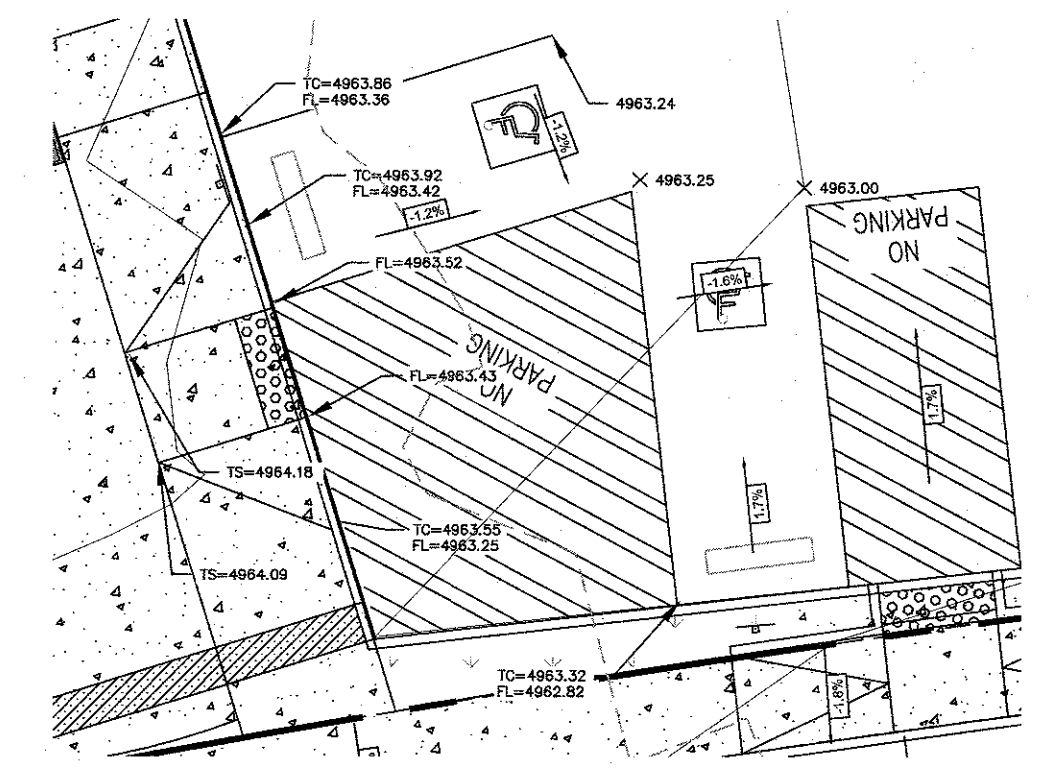 TC=4963.86
FL=4963.36
4963.24
-1.2%
TC=4963.92
FL=4963.42
4963.25
4963.00
-1.2%
NO
PARKING
FL=4963.52
-1.6%
NO
PARKING
FL=4963.43
1.7%
TS=4964.18
1.7%
TC=4963.55
FL=4963.25
TS=4964.09
TC=4963.32
FL=4962.82
-1.8%